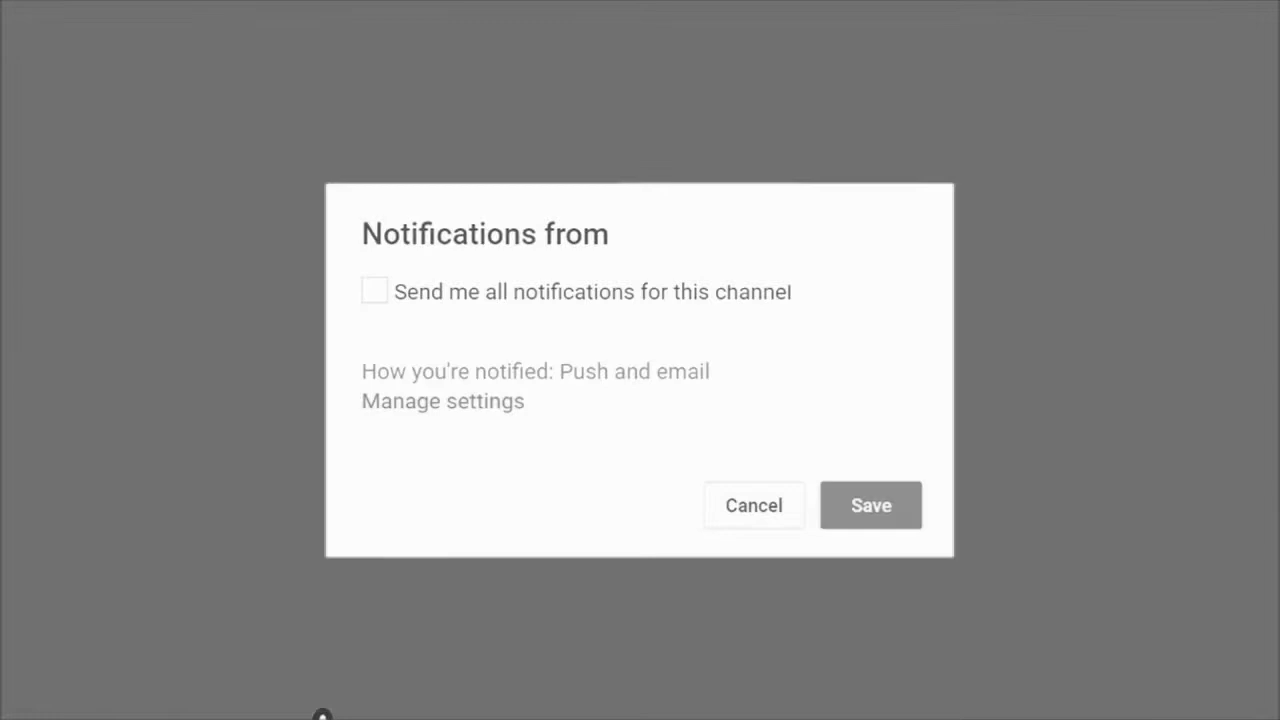 Notifications from
Send me all notifications for this channel
How you're notified: Push and email
Manage settings
Cancel
Save